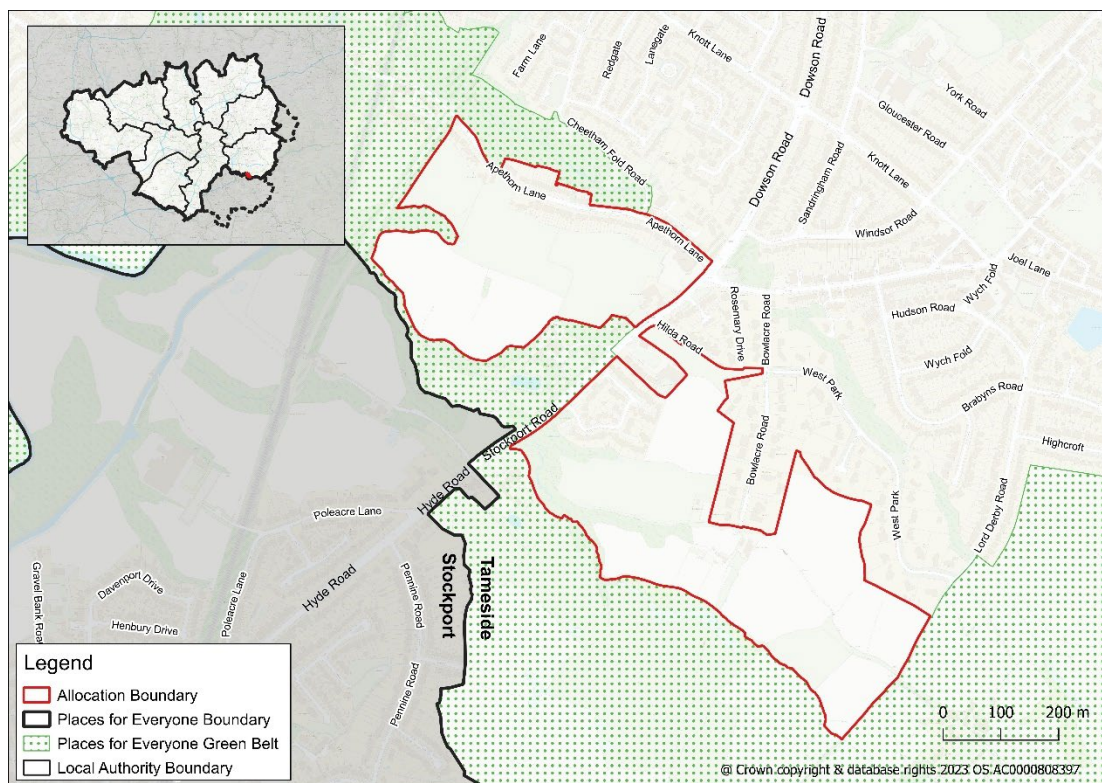 Farm Lane
Redgate
Lanegate
Knott Lane
Dowson Road
York Road
Gloucester Road
Cheetham Fold Road
Dowson Road
Sandringham Road
Knott Lane
Apethorn Lane
Windsor Road
Apethorn Lane
Joel Lane
Wych Fold
Rosemary Drive
Bowlacre Road
Hudson Road
Hilda Road
West Park
Wych Fold
Brabyns Road
Highcroft
Stockport Road
Bowlacre Road
Hyde Road
West Park
Lord Derby Road
Poleacre Lane
Tameside
Stockport
Hyde Road
Pennine Road
Gravel Bank Road
Davenport Drive
Poleacre Lane
Henbury Drive
Pennine Road
Legend
Allocation Boundary
Places for Everyone Boundary
Places for Everyone Green Belt
Local Authority Boundary
0 100 200 m
@ Crown copyright & database rights 2023 OS AC0000808397